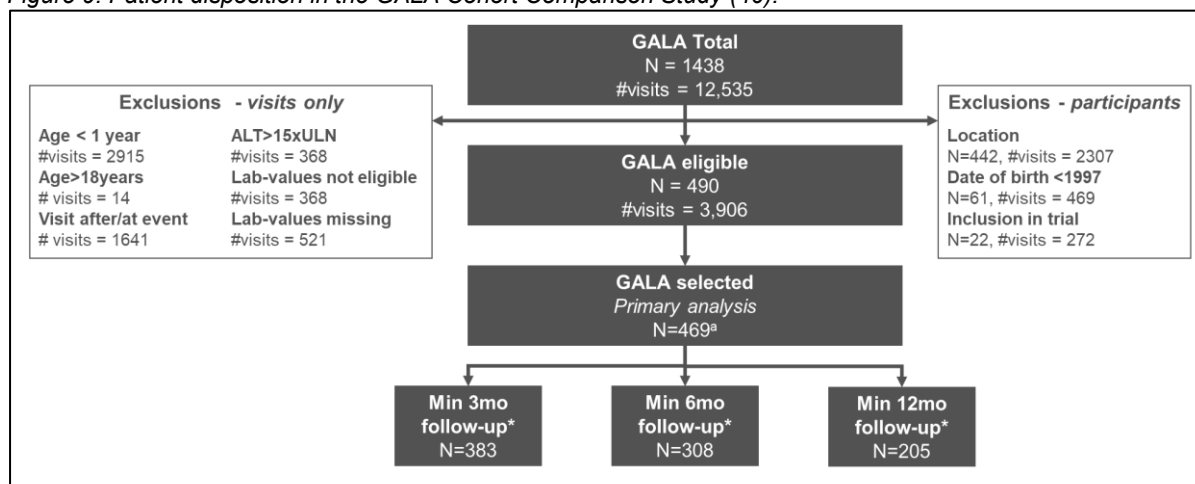 Figure 6. Patient disposition in the GALA Cohort Comparison Study (40).
GALA Total
N = 1438
#visits = 12,535
Exclusions - visits only
Age < 1 year
#visits = 2915
Age>18years
# visits = 14
Visit after/at event
# visits = 1641
ALT>15xULN
#visits = 368
Lab-values not eligible
#visits = 368
Lab-values missing
#visits = 521
Exclusions - participants
Location
N=442, #visits = 2307
Date of birth <1997
N=61, #visits = 469
Inclusion in trial
N=22, #visits = 272
GALA eligible
N = 490
#visits = 3,906
GALA selected
Primary analysis
N=469ᵃ
Min 3mo
follow-up*
N=383
Min 6mo
follow-up*
N=308
Min 12mo
follow-up*
N=205